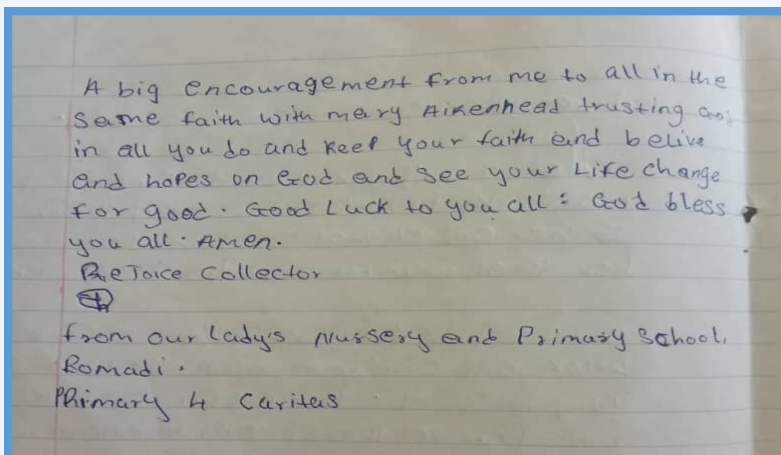 A big encouragement from me to all in the
same faith with mary Aikenhead trusting God
in all you do and keep your faith and belive
and hopes on God and see your Life change
for good. Good Luck to you all: God bless
you all. Amen.
ReJoice Collector
from our Lady's Nursery and Primary School,
Bomadi.
PRimary 4 Caritas